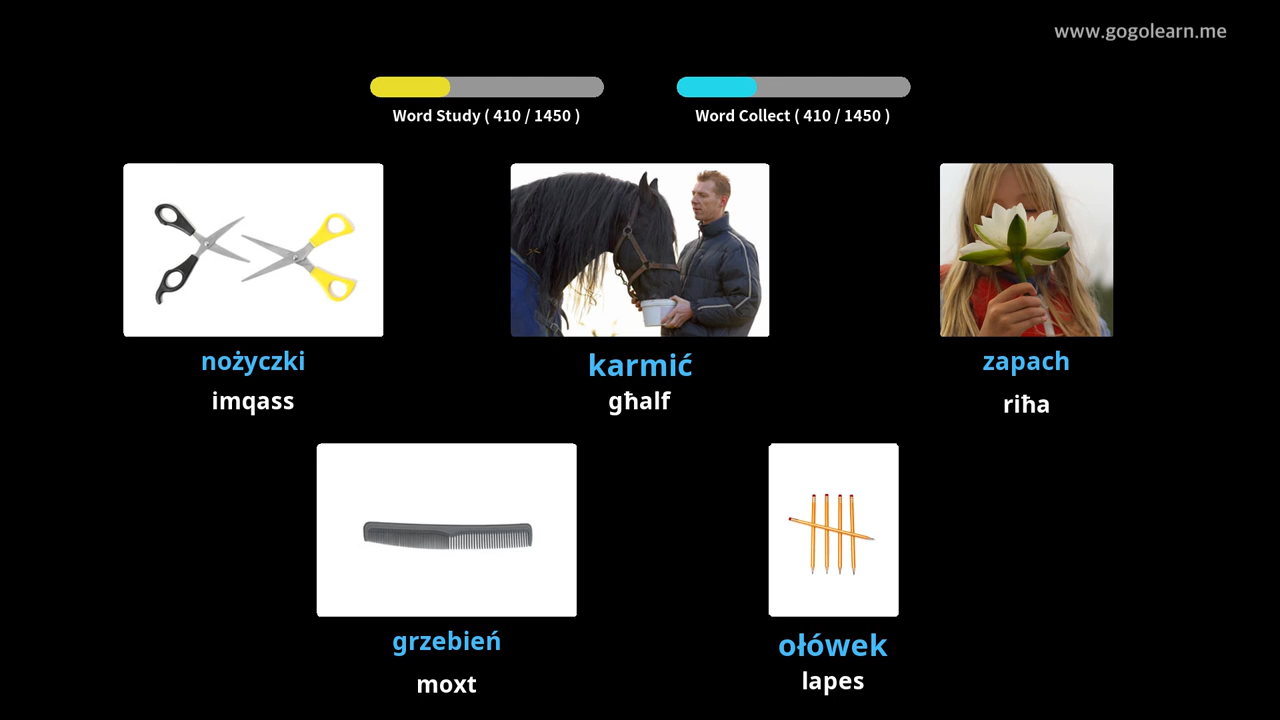 www.gogolearn.me
Word Study ( 410 / 1450 )
Word Collect ( 410 / 1450 )
nożyczki
imqass
karmić
għalf
zapach
riħa
grzebień
moxt
ołówek
lapes